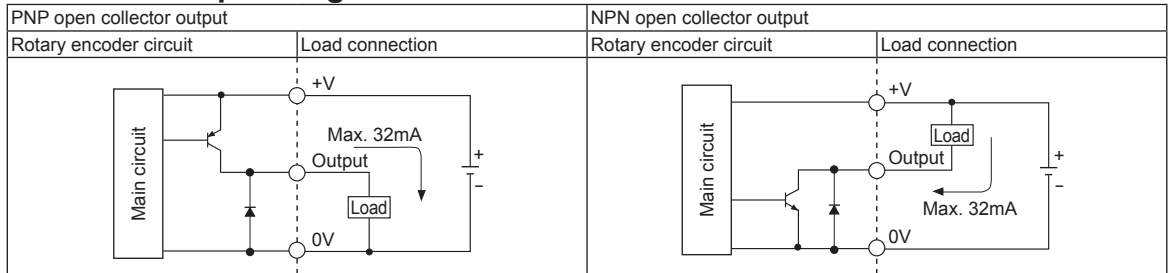 PNP open collector output
NPN open collector output
Rotary encoder circuit
Load connection
Rotary encoder circuit
Load connection
Main circuit
+V
Max. 32mA
Output
Load
0V
+
−
Main circuit
+V
Load
Output
Max. 32mA
0V
+
−